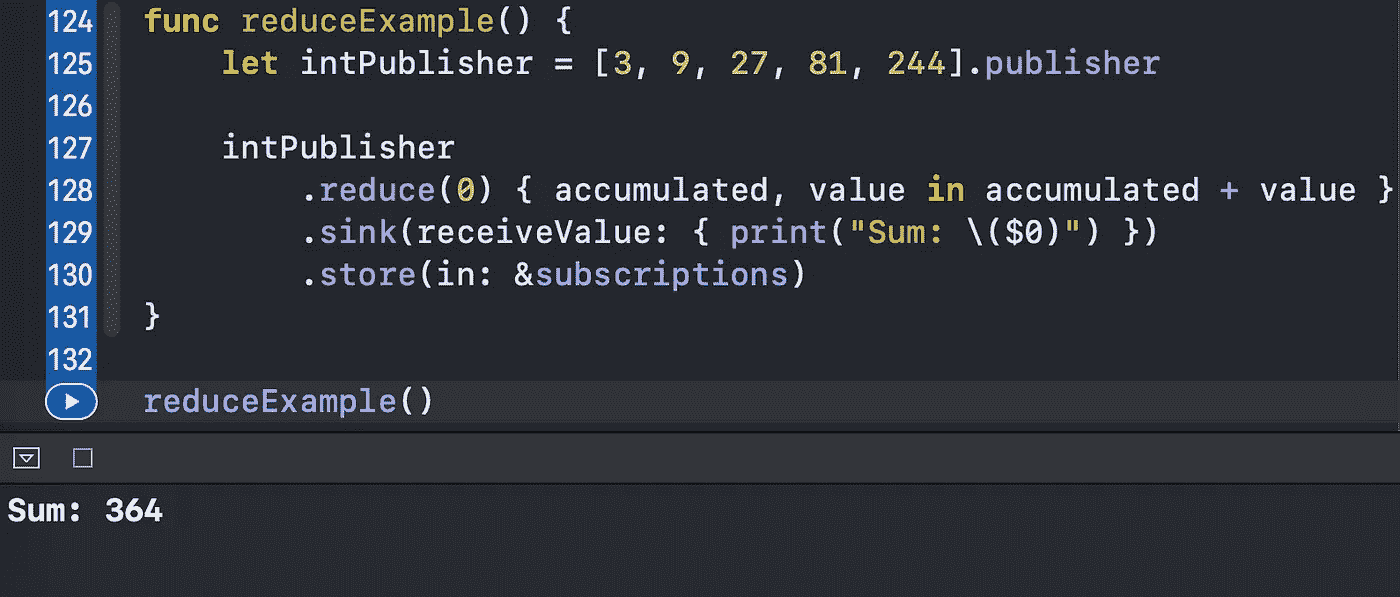 124 func reduceExample() {
125 let intPublisher = [3, 9, 27, 81, 244].publisher
126
127 intPublisher
128 .reduce(0) { accumulated, value in accumulated + value }
129 .sink(receiveValue: { print("Sum: \($0)") })
130 .store(in: &subscriptions)
131 }
132
reduceExample()
Sum: 364